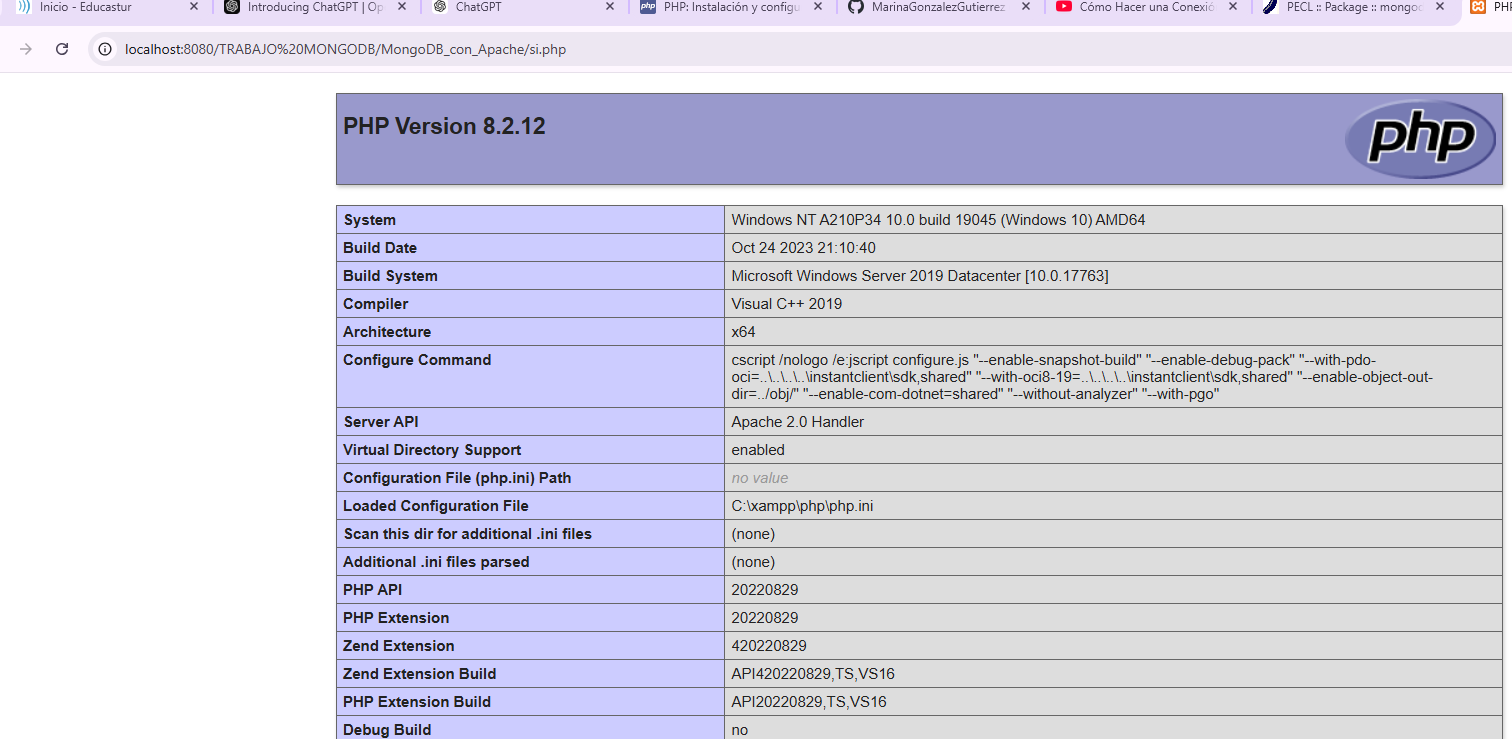 Inicio - Educastur
Introducing ChatGPT | Op
ChatGPT
php PHP: Instalación y configu
MarinaGonzalezGutierrez
Cómo Hacer una Conexió
PECL :: Package :: mongo
PH
localhost:8080/TRABAJO%20MONGODB/MongoDB_con_Apache/si.php
PHP Version 8.2.12
php
System Windows NT A210P34 10.0 build 19045 (Windows 10) AMD64
Build Date Oct 24 2023 21:10:40
Build System Microsoft Windows Server 2019 Datacenter [10.0.17763]
Compiler Visual C++ 2019
Architecture x64
Configure Command cscript /nologo /e:jscript configure.js "--enable-snapshot-build" "--enable-debug-pack" "--with-pdo-
oci=..\..\..\..\instantclient\sdk,shared" "--with-oci8-19=..\..\..\..\instantclient\sdk,shared" "--enable-object-out-
dir=../obj/" "--enable-com-dotnet=shared" "--without-analyzer" "--with-pgo"
Server API Apache 2.0 Handler
Virtual Directory Support enabled
Configuration File (php.ini) Path no value
Loaded Configuration File C:\xampp\php\php.ini
Scan this dir for additional .ini files (none)
Additional .ini files parsed (none)
PHP API 20220829
PHP Extension 20220829
Zend Extension 420220829
Zend Extension Build API420220829,TS,VS16
PHP Extension Build API20220829,TS,VS16
Debug Build no